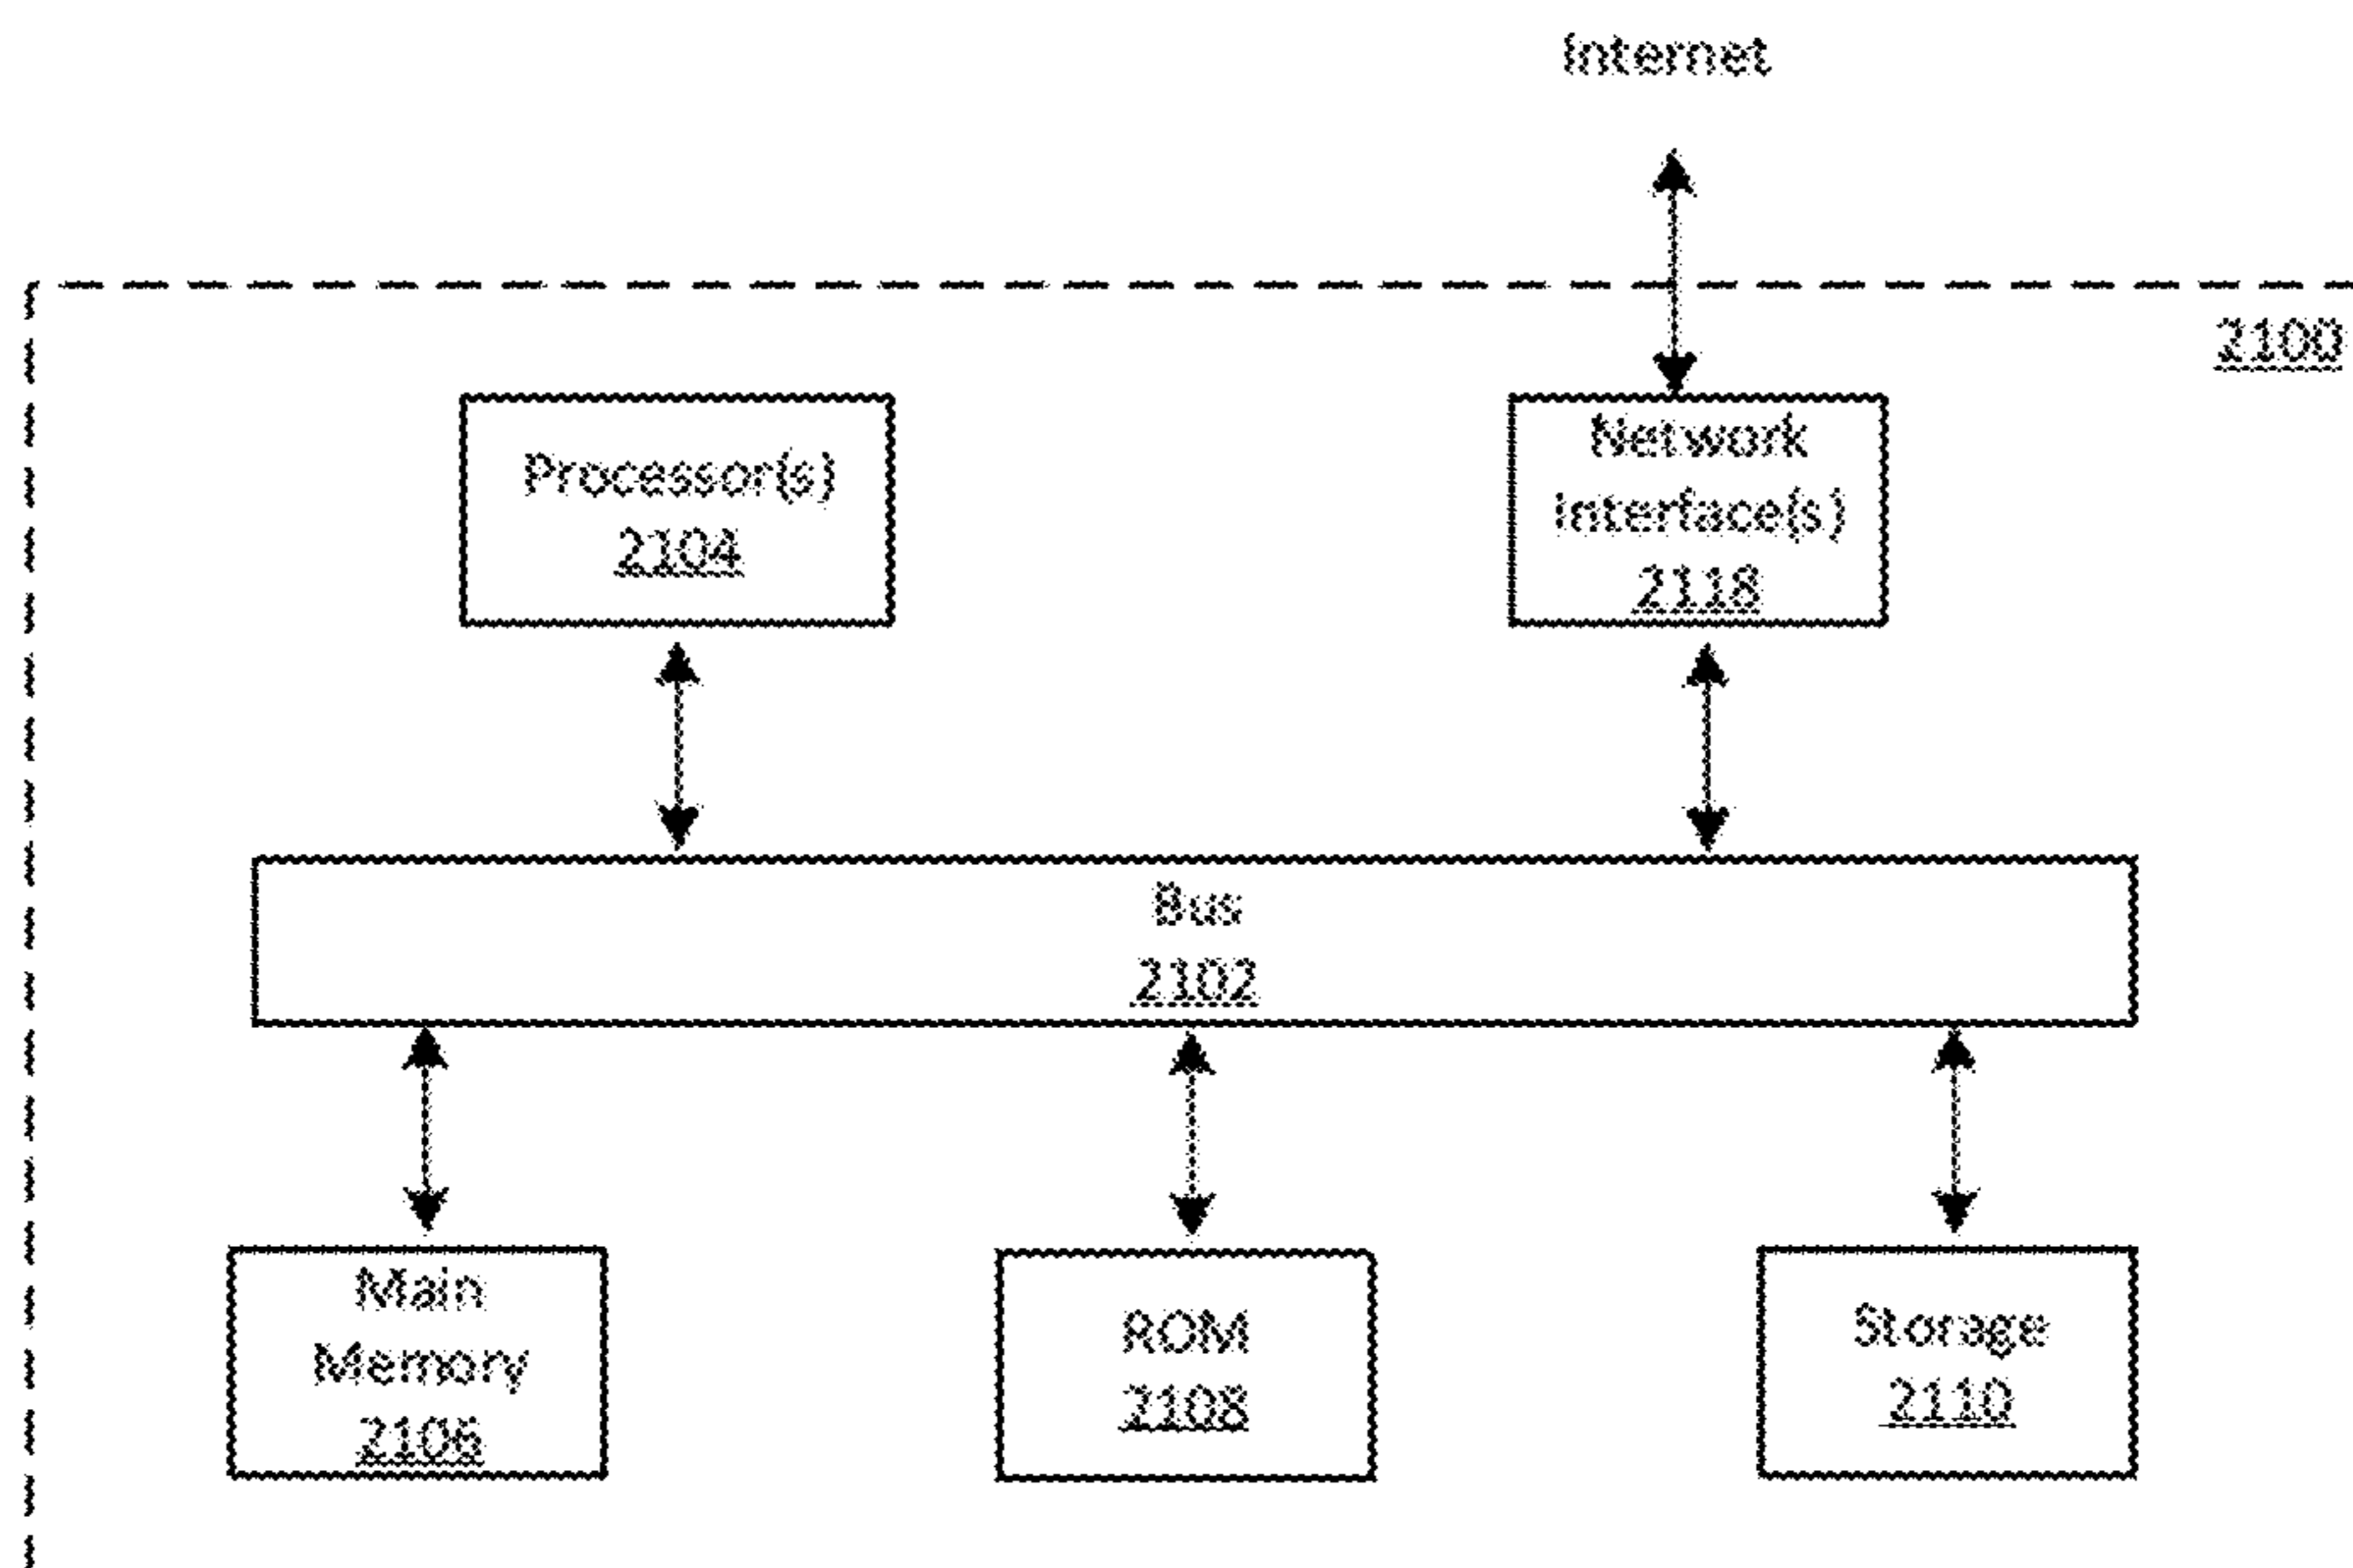 Internet
2100
Processor(s)
2104
Network
Interface(s)
2118
Bus
2102
Main
Memory
2106
ROM
2108
Storage
2110